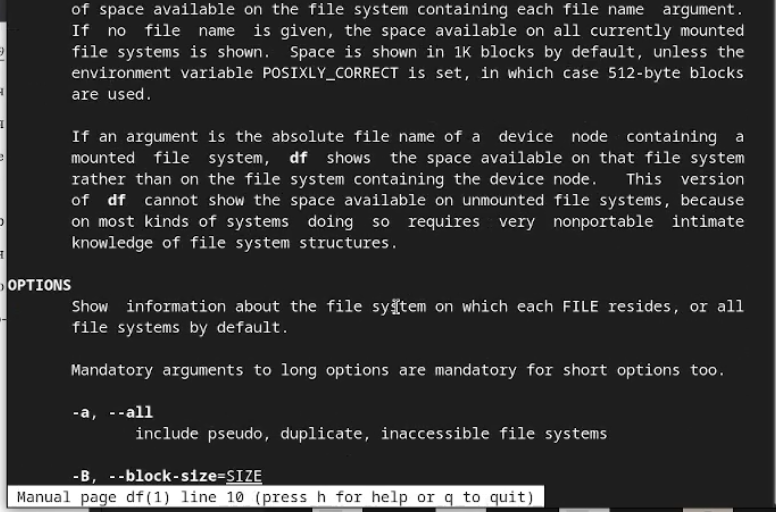 of space available on the file system containing each file name argument.
If no file name is given, the space available on all currently mounted
file systems is shown. Space is shown in 1K blocks by default, unless the
environment variable POSIXLY_CORRECT is set, in which case 512-byte blocks
are used.
If an argument is the absolute file name of a device node containing a
mounted file system, df shows the space available on that file system
rather than on the file system containing the device node. This version
of df cannot show the space available on unmounted file systems, because
on most kinds of systems doing so requires very nonportable intimate
knowledge of file system structures.
OPTIONS
Show information about the file system on which each FILE resides, or all
file systems by default.
Mandatory arguments to long options are mandatory for short options too.
-a, --all
include pseudo, duplicate, inaccessible file systems
-B, --block-size=SIZE
Manual page df(1) line 10 (press h for help or q to quit)